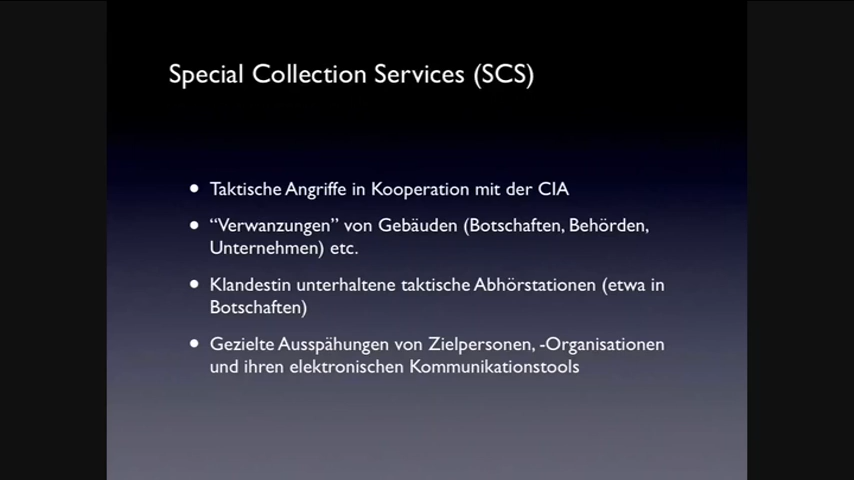 Special Collection Services (SCS)
• Taktische Angriffe in Kooperation mit der CIA
• “Verwanzungen” von Gebäuden (Botschaften, Behörden,
Unternehmen) etc.
• Klandestin unterhaltene taktische Abhörstationen (etwa in
Botschaften)
• Gezielte Ausspähungen von Zielpersonen, -Organisationen
und ihren elektronischen Kommunikationstools